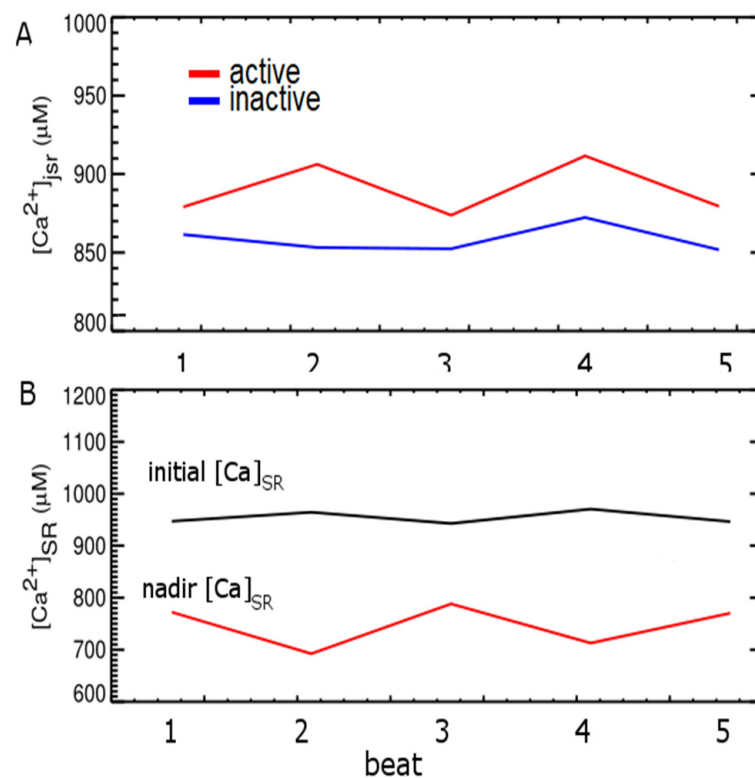 A
1000
950
900
850
800
[Ca²⁺]jsr (μM)
active
inactive
1 2 3 4 5
B
1200
1100
1000
900
800
700
600
[Ca²⁺]SR (μM)
initial [Ca]SR
nadir [Ca]SR
1 2 3 4 5
beat